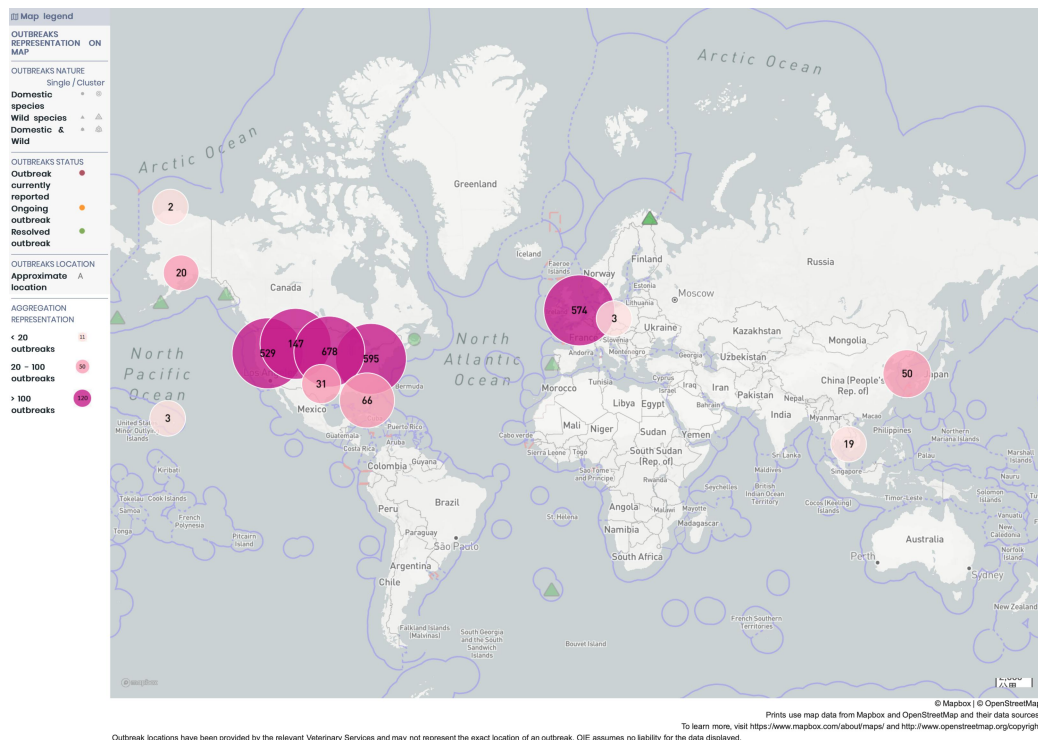 Map legend
OUTBREAKS
REPRESENTATION ON
MAP
OUTBREAKS NATURE
Single / Cluster
Domestic
species
Wild species
Domestic &
Wild
OUTBREAKS STATUS
Outbreak
currently
reported
Ongoing
outbreak
Resolved
outbreak
OUTBREAKS LOCATION
Approximate A
location
AGGREGATION
REPRESENTATION
< 20 11
outbreaks
20 - 100 50
outbreaks
> 100 120
outbreaks
Arctic Ocean
Arctic Ocean
Greenland
2
Iceland
Finland
Russia
Faeroe
Islands
Norway
20
Canada
Estonia
Moscow
Lithuania
574
3
Ukraine
Kazakhstan
Mongolia
France
Slovenia
529
147
678
595
North
Pacific
Ocean
North
Atlantic
Ocean
Andorra
Montenegro
Georgia
Uzbekistan
50
China [People's
Rep. of]
31
66
Bermuda
Morocco
Tunisia
Cyprus
Israel
Iraq
Iran
Pakistan
Nepal
Mexico
Libya
Egypt
Bahrain
India
Myanmar
Macao
3
United
Minor
Islands
Puerto Rico
Aruba
Guatemala
Costa Rica
Cabo verde
Mali
Niger
Sudan
Yemen
Philippines
Northern
Mariana Islands
19
Sierra Leone
Togo
South Sudan
(Rep. of)
Sri Lanka
Palau
Marshall
Islands
Colombia
Guyana
Sao Tome
and Principe
Rwanda
Maldives
Singapore
Nauru
Kiribati
Brazil
Seychelles
British
Indian Ocean
Territory
Cocos (Keeling)
Islands
Timor-Leste
Solomon
Islands
Tokelau
Cook Islands
Samoa
Peru
St. Helena
Angola
Malawi
Mayotte
Madagascar
Vanuatu
French
Polynesia
Tonga
Pitcairn
Island
Paraguay
São Paulo
Namibia
New
Caledonia
Norfolk
Island
Argentina
South Africa
Australia
Perth
Sydney
Chile
New Zealand
French Southern
Territories
Falkland Islands
(Malvinas)
South Georgia
and the South
Sandwich
Islands
Bouvet Island
mapbox
公里
© Mapbox | © OpenStreetMap
Prints use map data from Mapbox and OpenStreetMap and their data sources.
To learn more, visit https://www.mapbox.com/about/maps/ and http://www.openstreetmap.org/copyright
Outbreak locations have been provided by the relevant Veterinary Services and may not represent the exact location of an outbreak. OIE assumes no liability for the data displayed.